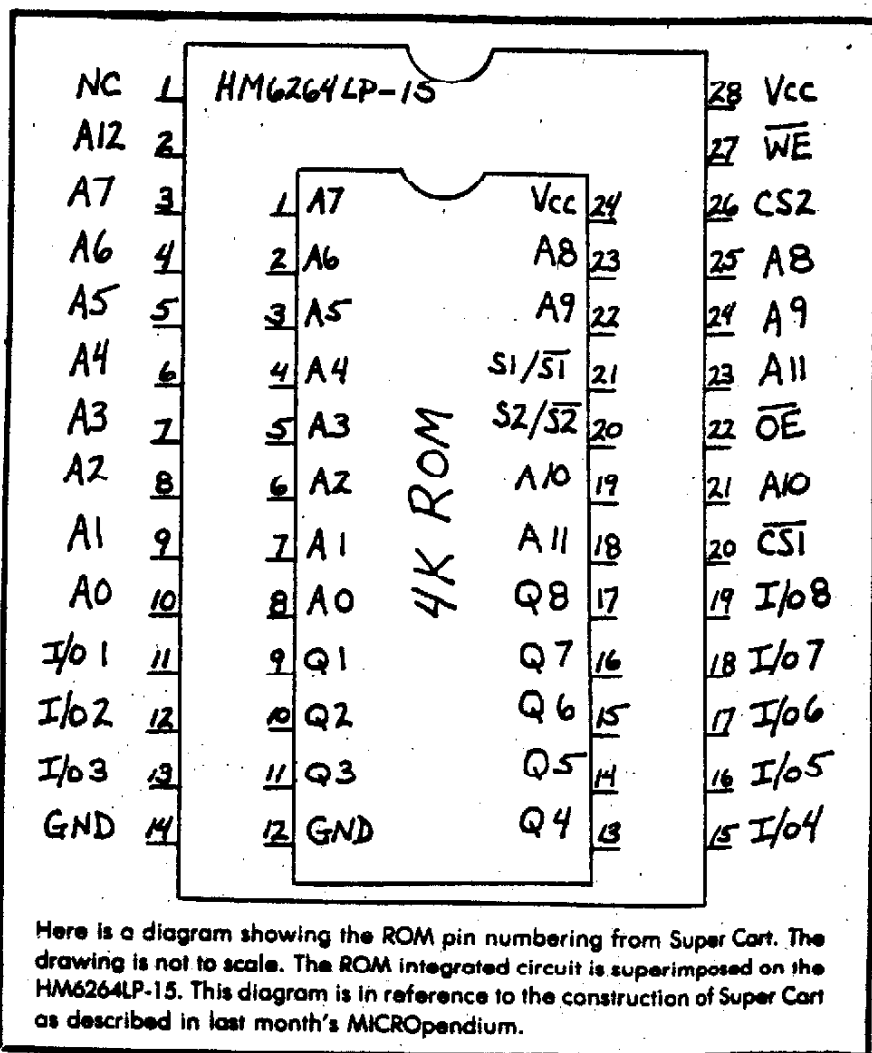 HM6264LP-15
NC 1 28 Vcc
A12 2 27 W̅E̅
A7 3 1 A7 Vcc 24 26 CS2
A6 4 2 A6 A8 23 25 A8
A5 5 3 A5 A9 22 24 A9
A4 6 4 A4 S1/S̅1̅ 21 23 A11
A3 7 5 A3 S2/S̅2̅ 20 22 O̅E̅
A2 8 6 A2 A10 19 21 A10
A1 9 7 A1 A11 18 20 C̅S̅1̅
A0 10 8 A0 Q8 17 19 I/O8
I/O1 11 9 Q1 Q7 16 18 I/O7
I/O2 12 10 Q2 Q6 15 17 I/O6
I/O3 13 11 Q3 Q5 14 16 I/O5
GND 14 12 GND Q4 13 15 I/O4
4K ROM
Here is a diagram showing the ROM pin numbering from Super Cart. The
drawing is not to scale. The ROM integrated circuit is superimposed on the
HM6264LP-15. This diagram is in reference to the construction of Super Cart
as described in last month's MICROpendium.